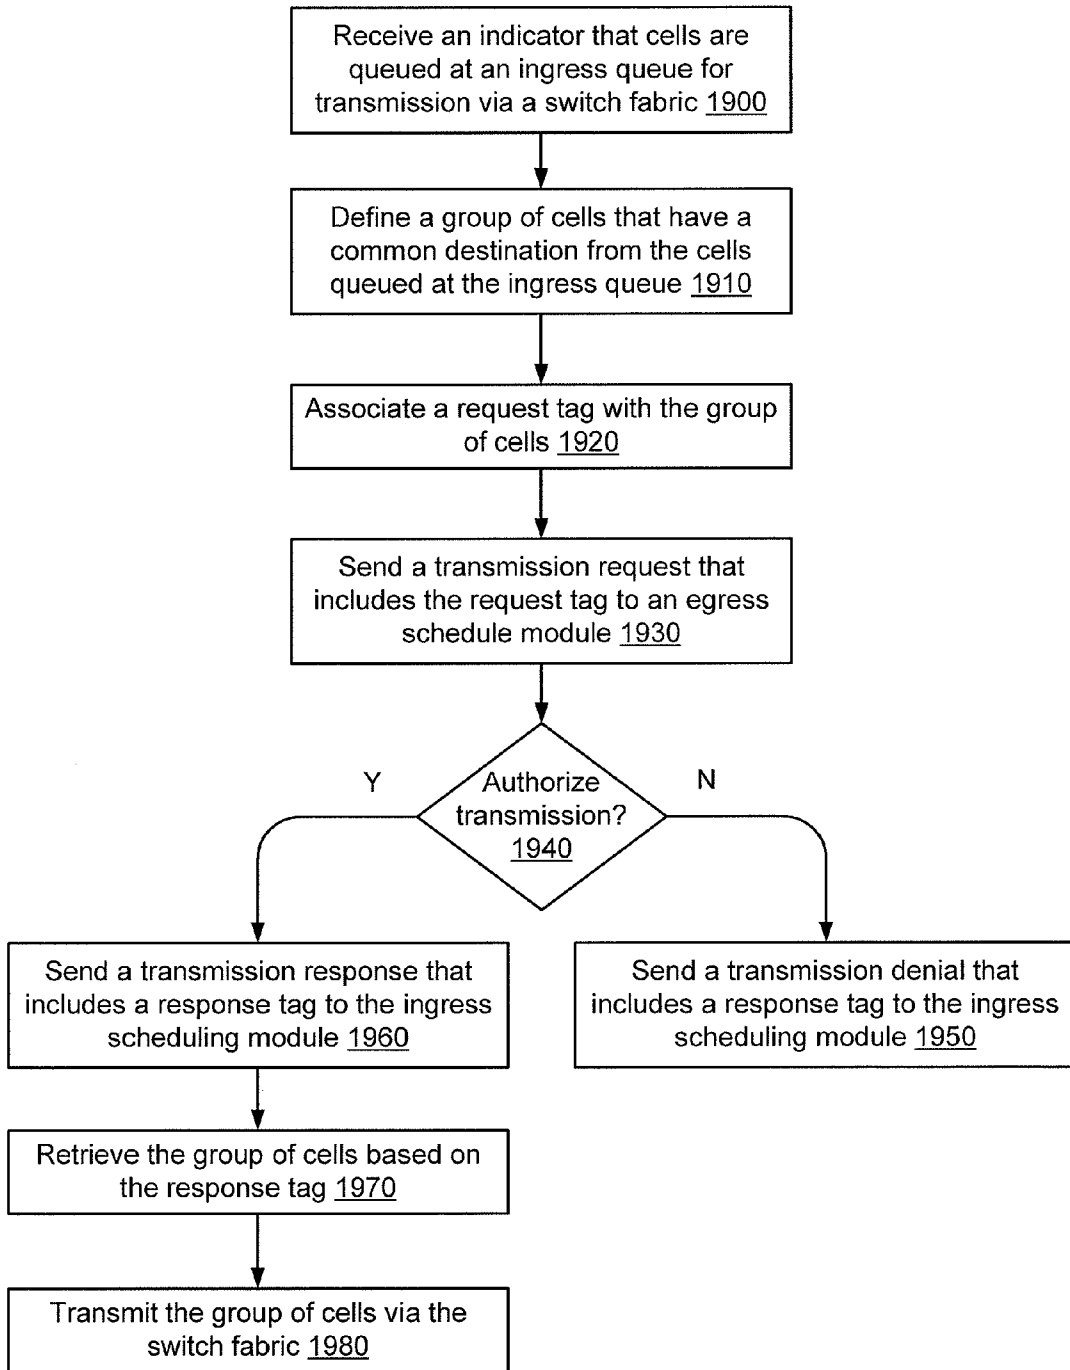 Receive an indicator that cells are
queued at an ingress queue for
transmission via a switch fabric 1900
Define a group of cells that have a
common destination from the cells
queued at the ingress queue 1910
Associate a request tag with the group
of cells 1920
Send a transmission request that
includes the request tag to an egress
schedule module 1930
Authorize
transmission?
1940
Y
N
Send a transmission response that
includes a response tag to the ingress
scheduling module 1960
Send a transmission denial that
includes a response tag to the ingress
scheduling module 1950
Retrieve the group of cells based on
the response tag 1970
Transmit the group of cells via the
switch fabric 1980